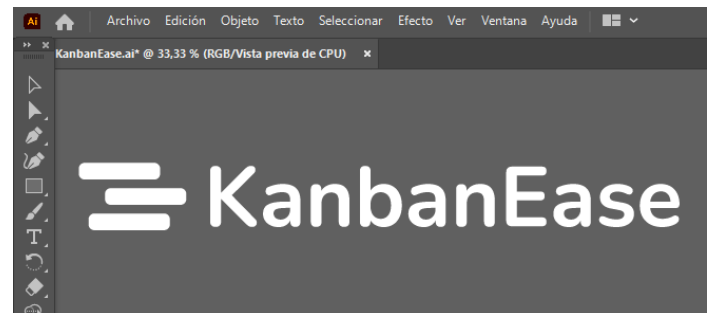 Ai Archivo Edición Objeto Texto Seleccionar Efecto Ver Ventana Ayuda
KanbanEase.ai* @ 33,33 % (RGB/Vista previa de CPU) ×
KanbanEase